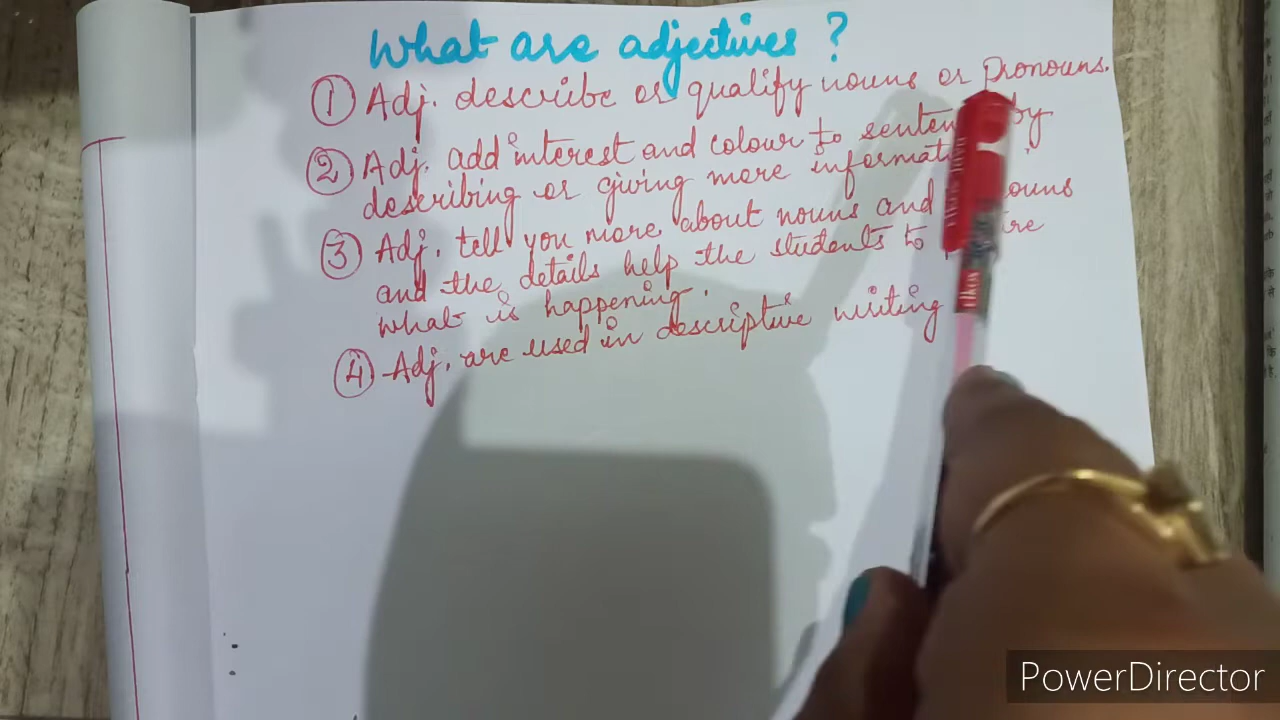 What are adjectives ?
① Adj. describe or qualify nouns or Pronouns.
② Adj. add interest and colour to by
describing or giving more
③ Adj. tell you more about nouns and
and the details help the students to
what is happening.
④ Adj. are used in descriptive writing
PowerDirector